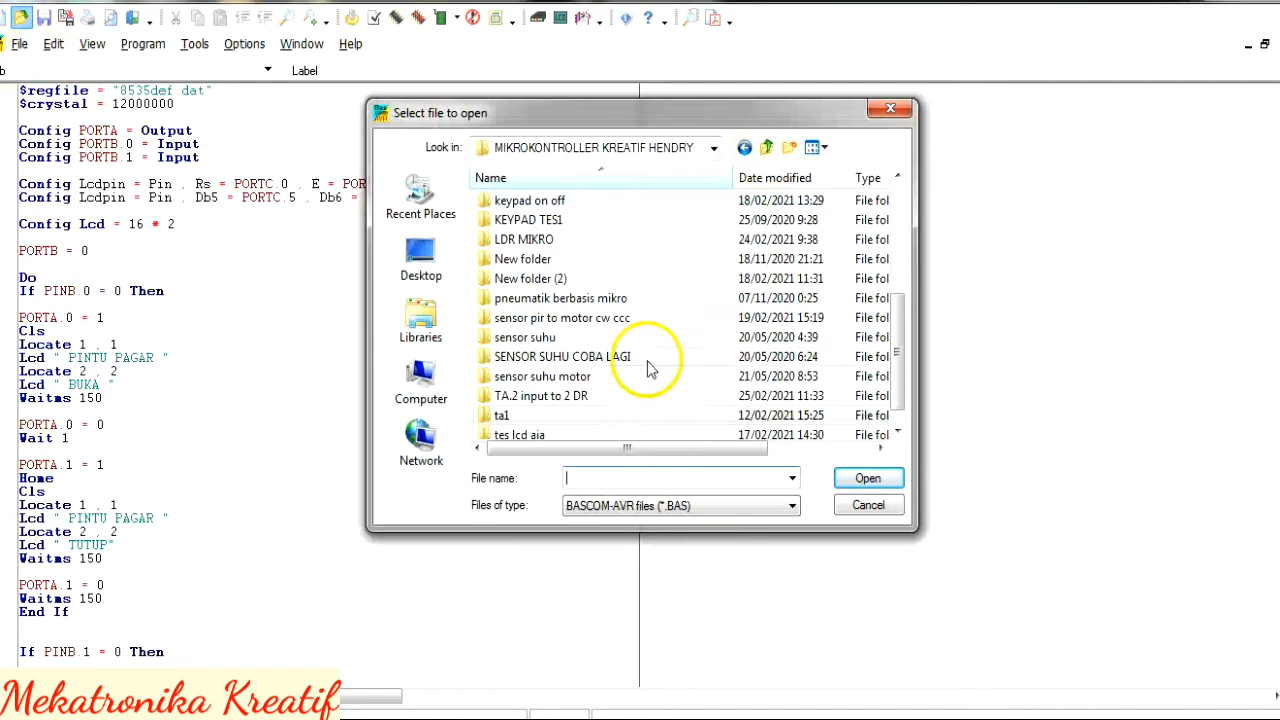 File Edit View Program Tools Options Window Help
b Label
$regfile = "8535def.dat"
$crystal = 12000000
Config PORTA = Output
Config PORTB.0 = Input
Config PORTB.1 = Input
Config Lcdpin = Pin , Rs = PORTC.0 , E = POR
Config Lcdpin = Pin , Db5 = PORTC.5 , Db6 =
Config Lcd = 16 * 2
PORTB = 0
Do
If PINB.0 = 0 Then
PORTA.0 = 1
Cls
Locate 1 , 1
Lcd " PINTU PAGAR "
Locate 2 , 2
Lcd " BUKA "
Waitms 150
PORTA.0 = 0
Wait 1
PORTA.1 = 1
Home
Cls
Locate 1 , 1
Lcd " PINTU PAGAR "
Locate 2 , 2
Lcd " TUTUP"
Waitms 150
PORTA.1 = 0
Waitms 150
End If
If PINB.1 = 0 Then
Select file to open
Look in: MIKROKONTROLLER KREATIF HENDRY
Recent Places
Desktop
Libraries
Computer
Network
Name Date modified Type
keypad on off 18/02/2021 13:29 File fol
KEYPAD TES1 25/09/2020 9:28 File fol
LDR MIKRO 24/02/2021 9:38 File fol
New folder 18/11/2020 21:21 File fol
New folder (2) 18/02/2021 11:31 File fol
pneumatik berbasis mikro 07/11/2020 0:25 File fol
sensor pir to motor cw ccc 19/02/2021 15:19 File fol
sensor suhu 20/05/2020 4:39 File fol
SENSOR SUHU COBA LAGI 20/05/2020 6:24 File fol
sensor suhu motor 21/05/2020 8:53 File fol
TA.2 input to 2 DR 25/02/2021 11:33 File fol
ta1 12/02/2021 15:25 File fol
tes lcd aia 17/02/2021 14:30 File fol
File name: Open
Files of type: BASCOM-AVR files (*.BAS) Cancel
Mekatronika Kreatif